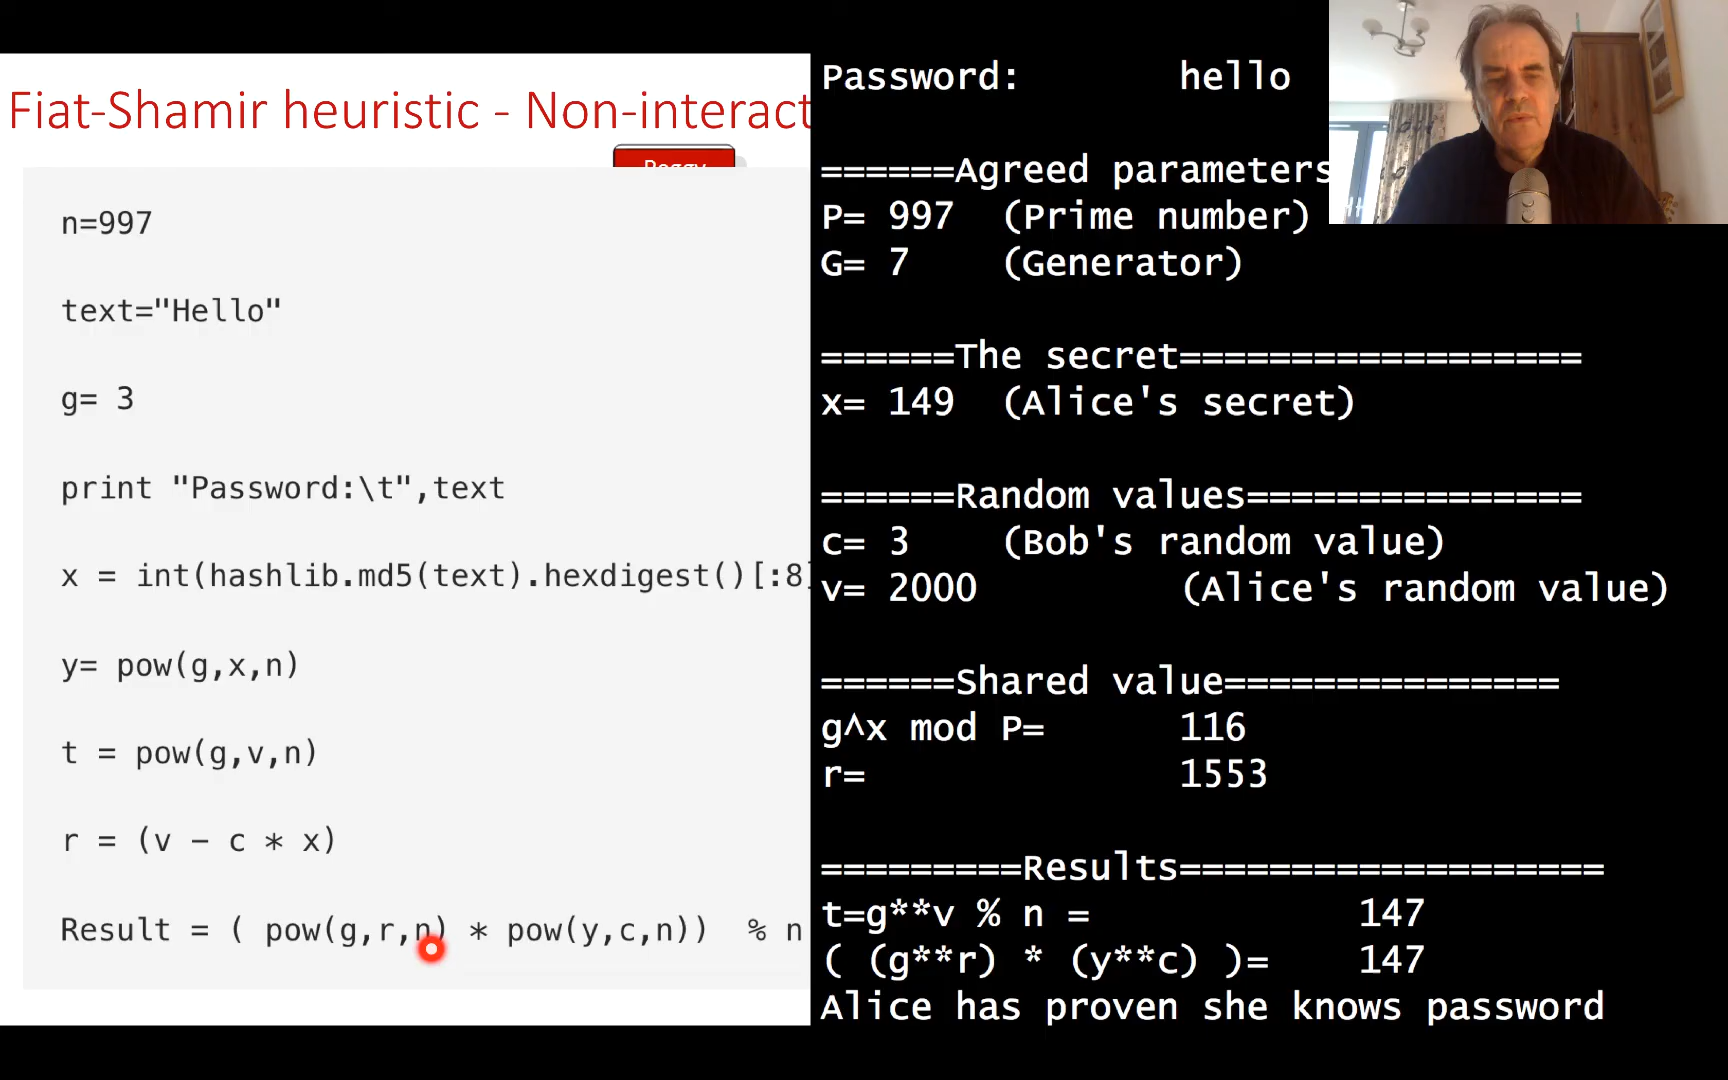 Fiat-Shamir heuristic - Non-interact
Peggy
n=997
text="Hello"
g= 3
print "Password:\t",text
x = int(hashlib.md5(text).hexdigest()[:8]
y= pow(g,x,n)
t = pow(g,v,n)
r = (v - c * x)
Result = ( pow(g,r,n) * pow(y,c,n)) % n
Password: hello
======Agreed parameters
P= 997 (Prime number)
G= 7 (Generator)
======The secret==================
x= 149 (Alice's secret)
======Random values===============
c= 3 (Bob's random value)
v= 2000 (Alice's random value)
======Shared value===============
g^x mod P= 116
r= 1553
=========Results===================
t=g**v % n = 147
( (g**r) * (y**c) )= 147
Alice has proven she knows password